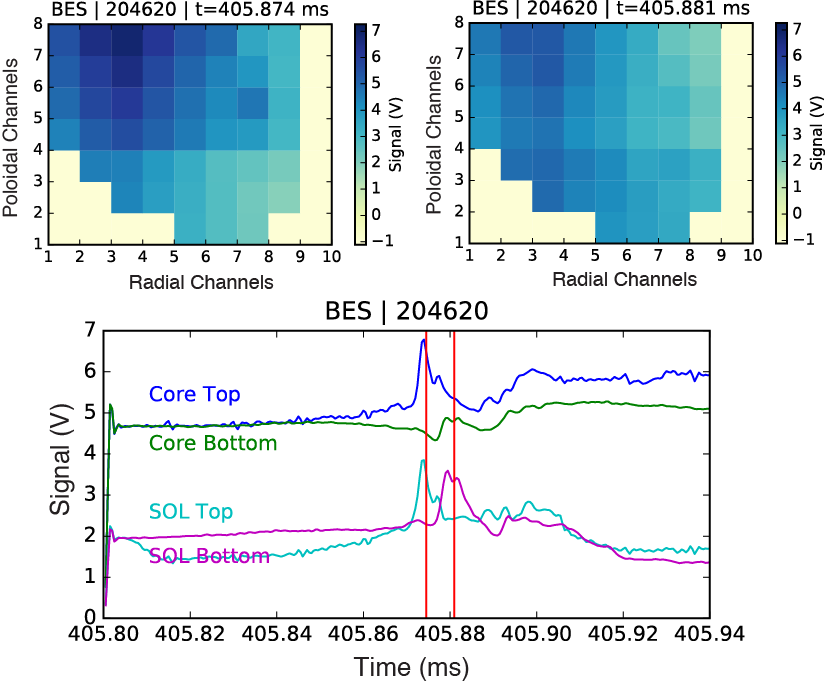 BES | 204620 | t=405.874 ms
8
7
6
5
4
3
2
1
Poloidal Channels
1 2 3 4 5 6 7 8 9 10
Radial Channels
7
6
5
4
3
2
1
0
−1
Signal (V)
BES | 204620 | t=405.881 ms
8
7
6
5
4
3
2
1
Poloidal Channels
1 2 3 4 5 6 7 8 9 10
Radial Channels
7
6
5
4
3
2
1
0
−1
Signal (V)
BES | 204620
7
6
5
4
3
2
1
0
Signal (V)
Core Top
Core Bottom
SOL Top
SOL Bottom
405.80 405.82 405.84 405.86 405.88 405.90 405.92 405.94
Time (ms)